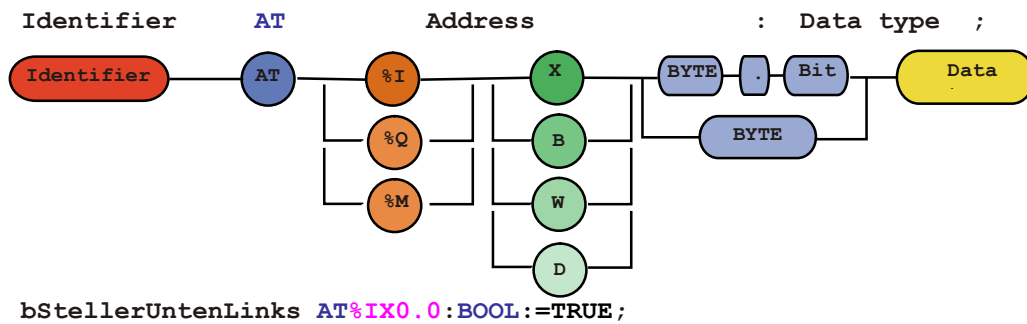 Identifier AT Address : Data type ;
Identifier AT %I X BYTE . Bit Data
%Q B BYTE
%M W
D
bStellerUntenLinks AT%IX0.0:BOOL:=TRUE;